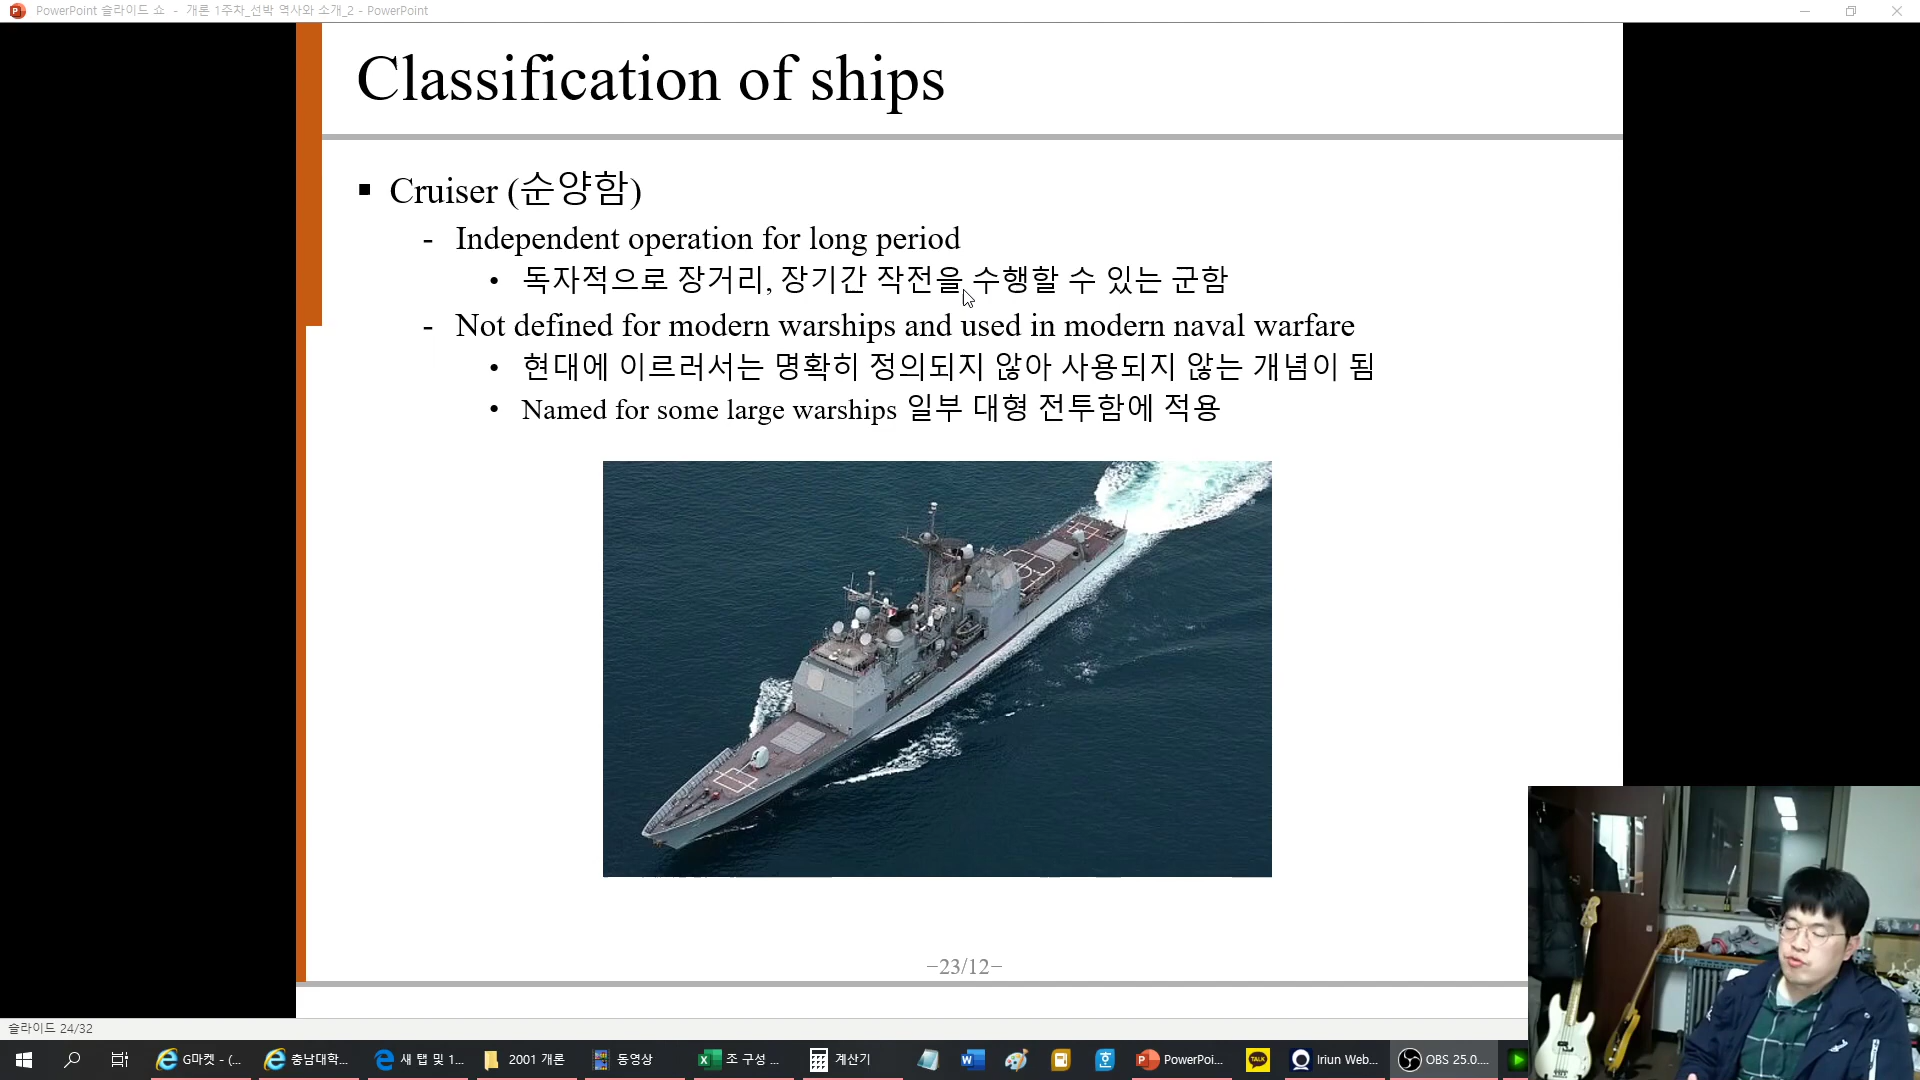 PowerPoint 슬라이드 쇼 - 개론 1주차_선박 역사와 소개_2 - PowerPoint
Classification of ships
▪ Cruiser (순양함)
- Independent operation for long period
• 독자적으로 장거리, 장기간 작전을 수행할 수 있는 군함
- Not defined for modern warships and used in modern naval warfare
• 현대에 이르러서는 명확히 정의되지 않아 사용되지 않는 개념이 됨
• Named for some large warships 일부 대형 전투함에 적용
−23/12−
슬라이드 24/32
G마켓 - (... 충남대학... 새 탭 및 1... 2001 개론 동영상 조 구성 ... 계산기 PowerPoi... TALK Iriun Web... OBS 25.0....